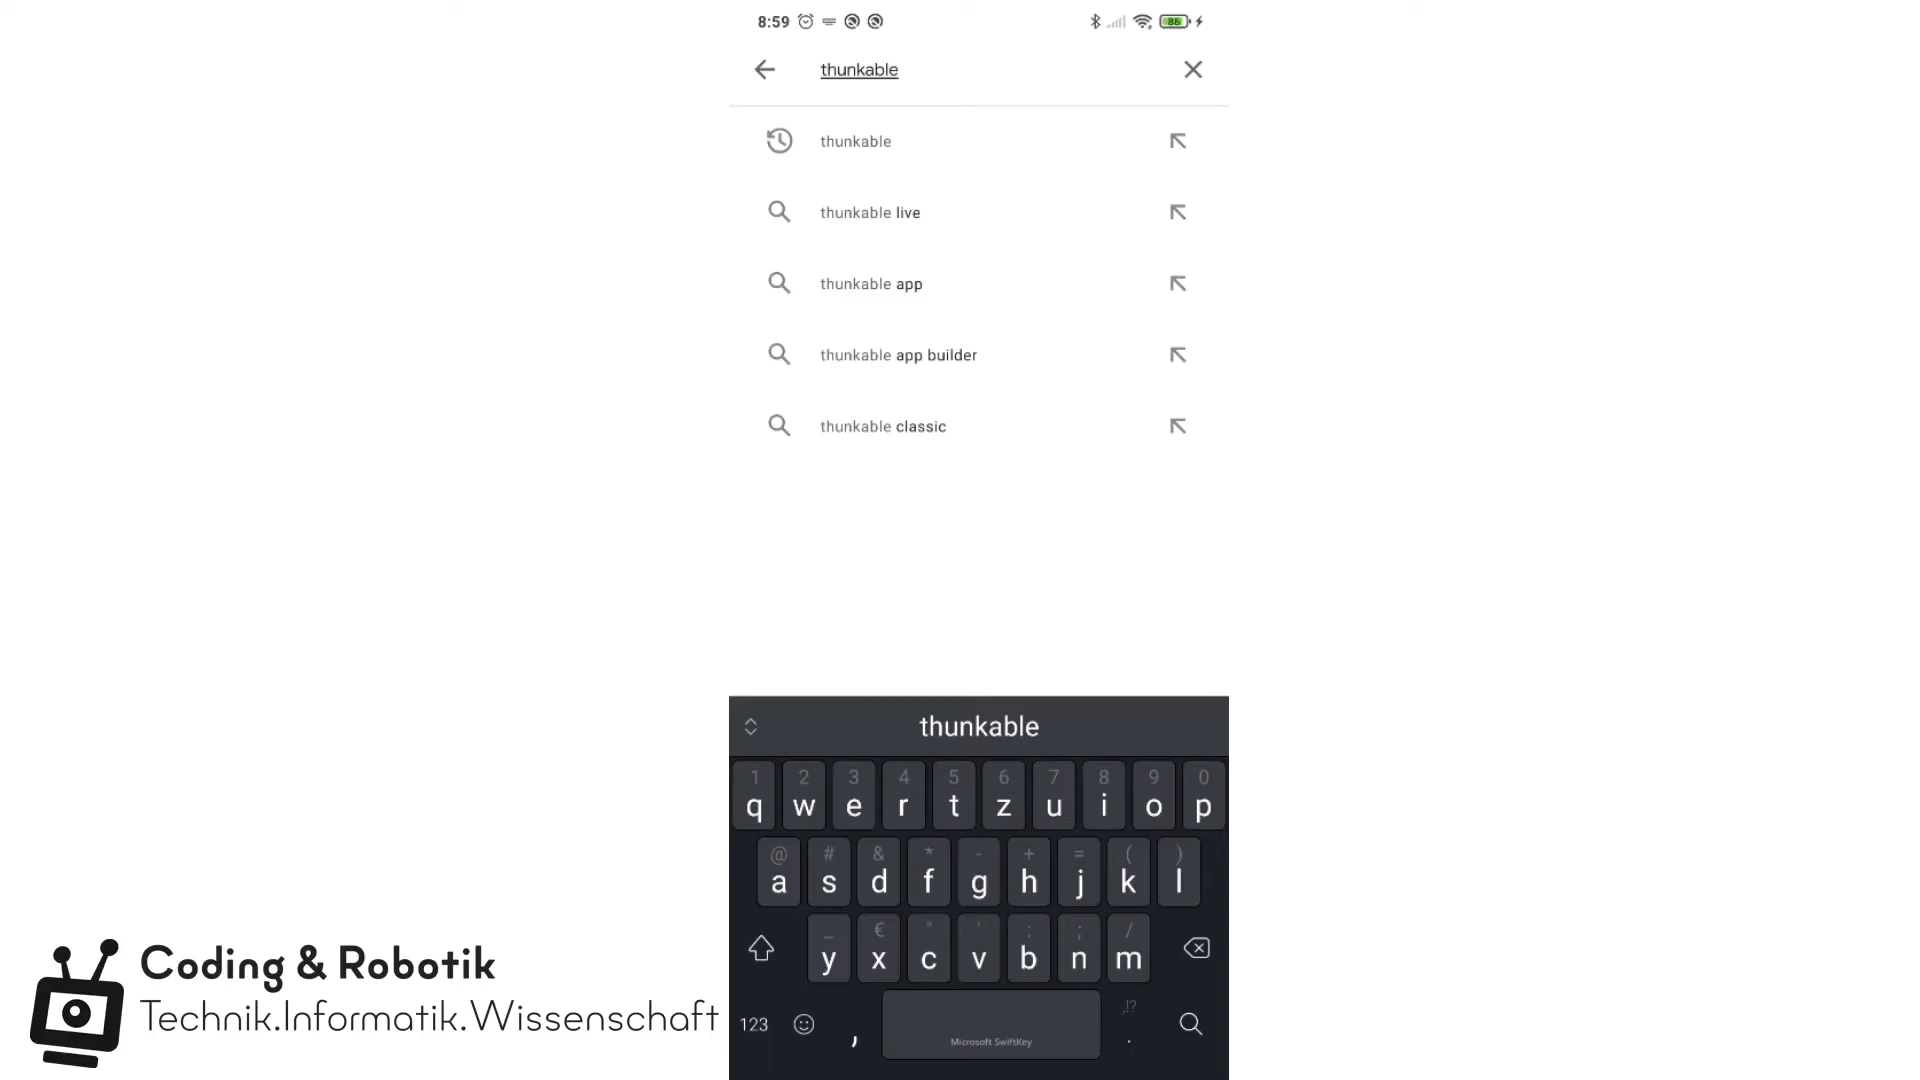 8:59
86
thunkable
thunkable
thunkable live
thunkable app
thunkable app builder
thunkable classic
thunkable
1 2 3 4 5 6 7 8 9 0
q w e r t z u i o p
@ # & * - + = ( )
a s d f g h j k l
_ € " ' : ; /
y x c v b n m
,!?
123 , .
Microsoft SwiftKey
Coding & Robotik
Technik.Informatik.Wissenschaft